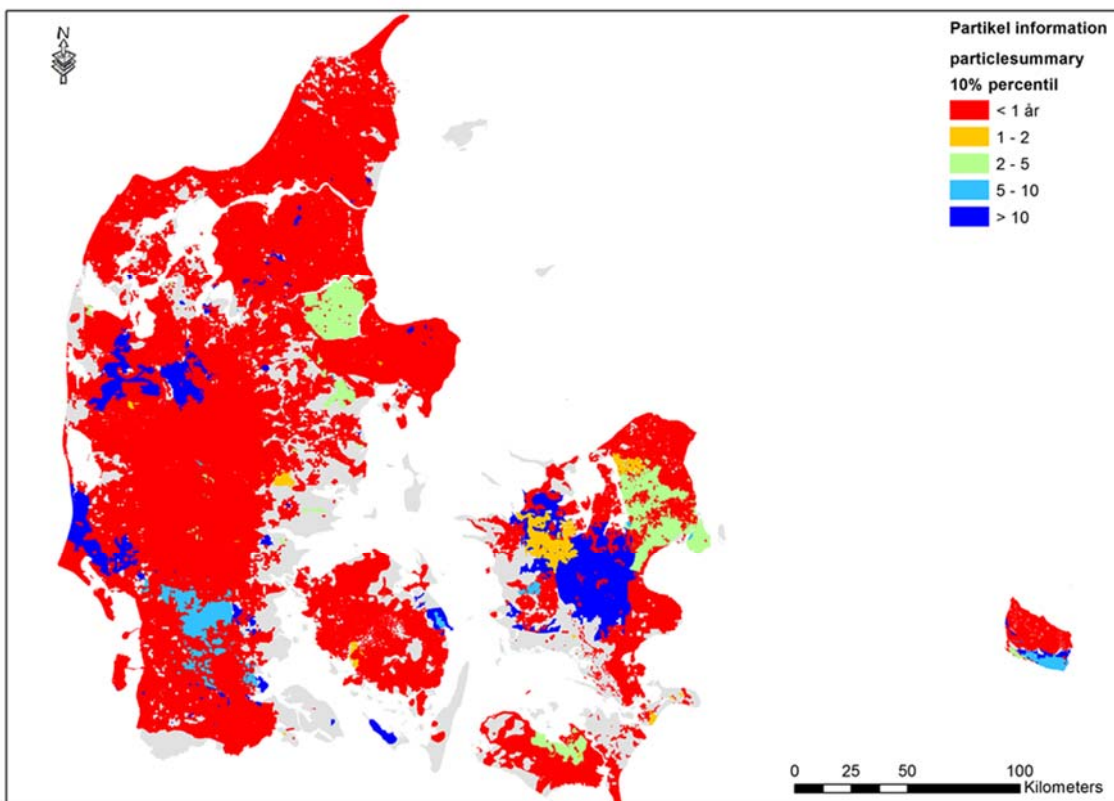 N
Partikel information
particlesummary
10% percentil
< 1 år
1 - 2
2 - 5
5 - 10
> 10
0 25 50 100
Kilometers